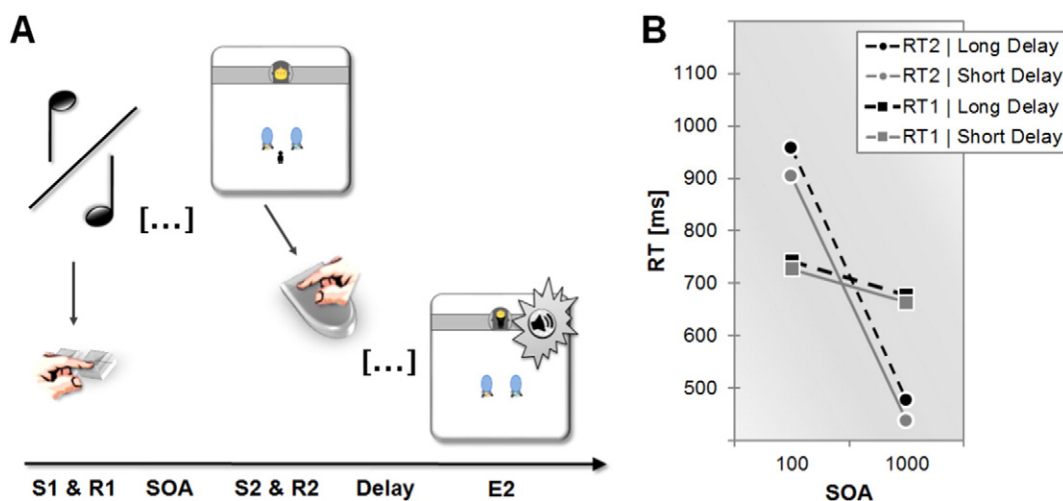 A
[...]
[...]
S1 & R1 SOA S2 & R2 Delay E2
B
RT2 | Long Delay
RT2 | Short Delay
RT1 | Long Delay
RT1 | Short Delay
1100
1000
900
800
700
600
500
RT [ms]
100 1000
SOA